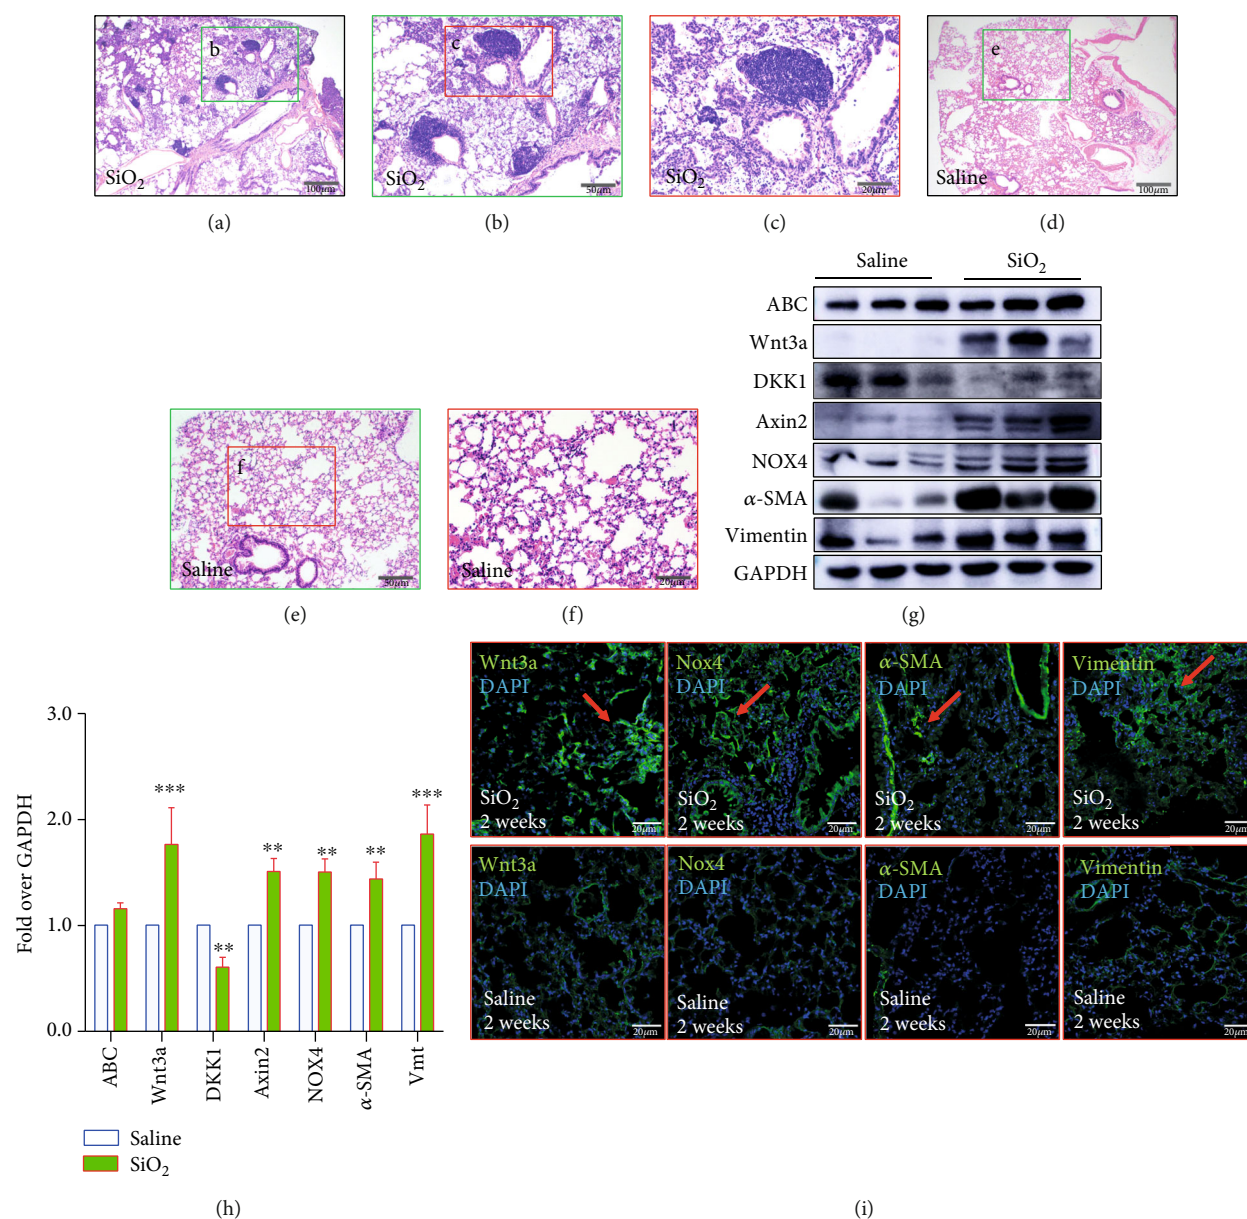 b
SiO2
100μm
(a)
c
SiO2
50μm
(b)
SiO2
20μm
(c)
e
Saline
100μm
(d)
f
Saline
50μm
(e)
Saline
20μm
(f)
Saline SiO2
ABC
Wnt3a
DKK1
Axin2
NOX4
α-SMA
Vimentin
GAPDH
(g)
Fold over GAPDH
3.0
2.0
1.0
0.0
***
**
**
**
**
***
ABC
Wnt3a
DKK1
Axin2
NOX4
α-SMA
Vmt
Saline
SiO2
(h)
Wnt3a
DAPI
SiO2
2 weeks
20μm
Nox4
DAPI
SiO2
2 weeks
20μm
α-SMA
DAPI
SiO2
2 weeks
20μm
Vimentin
DAPI
SiO2
2 weeks
20μm
Wnt3a
DAPI
Saline
2 weeks
20μm
Nox4
DAPI
Saline
2 weeks
20μm
α-SMA
DAPI
Saline
2 weeks
20μm
Vimentin
DAPI
Saline
2 weeks
20μm
(i)